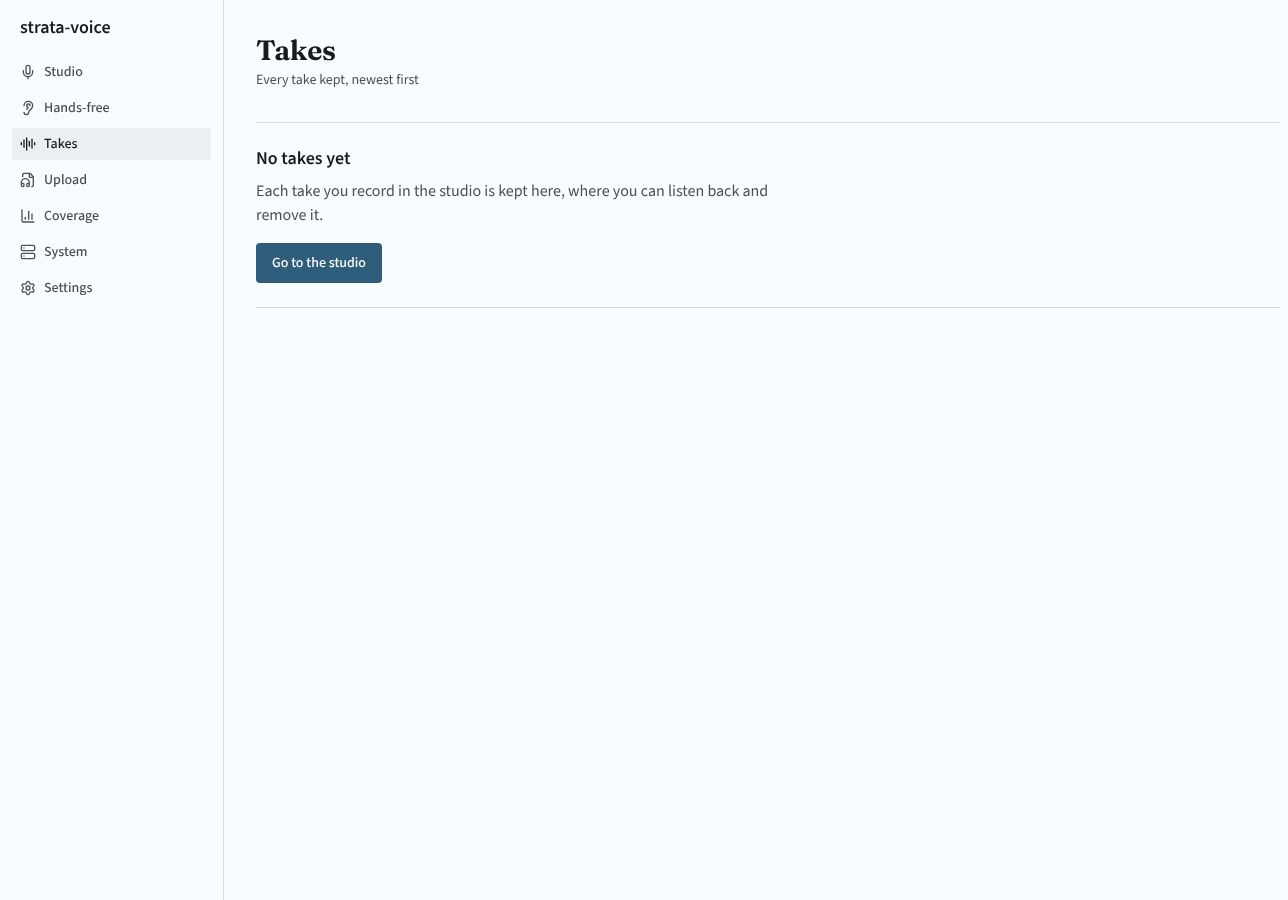 strata-voice
Studio
Hands-free
Takes
Upload
Coverage
System
Settings
Takes
Every take kept, newest first
No takes yet
Each take you record in the studio is kept here, where you can listen back and
remove it.
Go to the studio